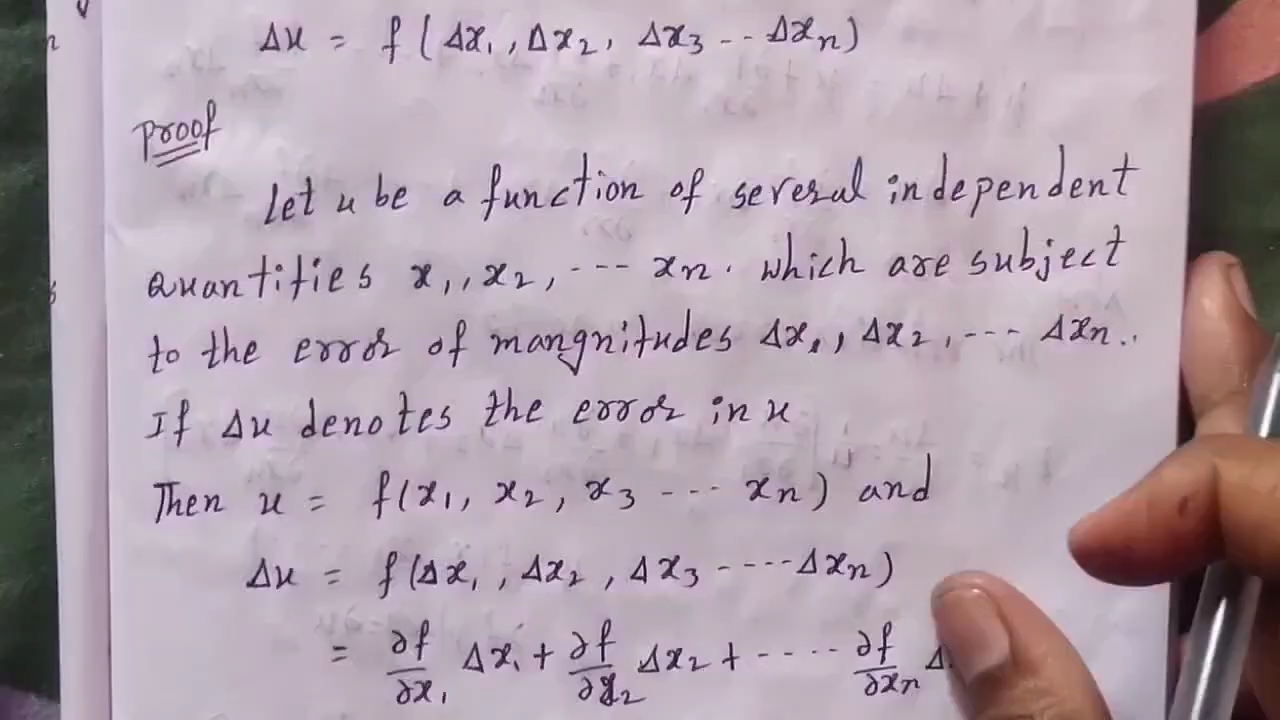 Δu = f(Δx₁, Δx₂, Δx₃ -- Δxₙ)
Proof
Let u be a function of several independent
quantities x₁, x₂, --- xₙ. which are subject
to the error of mangnitudes Δx₁, Δx₂, --- Δxₙ..
If Δu denotes the error in u
Then u = f(x₁, x₂, x₃ --- xₙ) and
Δu = f(Δx₁, Δx₂, Δx₃ ---- Δxₙ)
= ∂f/∂x₁ Δx₁ + ∂f/∂x₂ Δx₂ + ---- ∂f/∂xₙ Δ